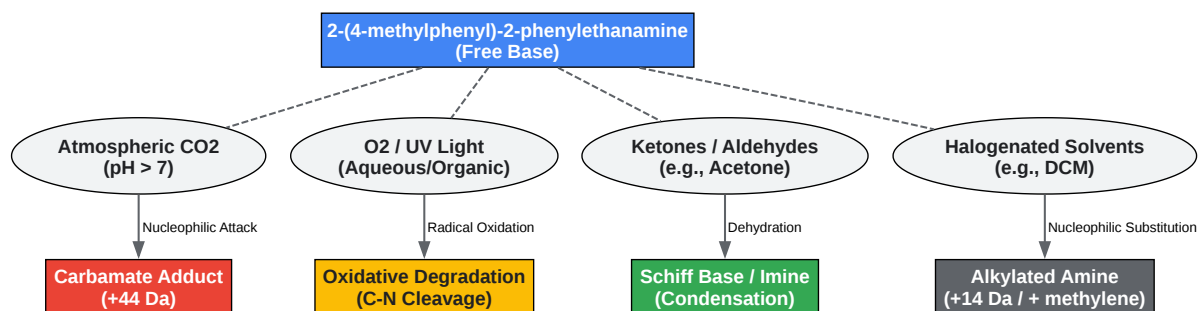 2-(4-methylphenyl)-2-phenylethanamine
(Free Base)
Atmospheric CO2
(pH > 7)
O2 / UV Light
(Aqueous/Organic)
Ketones / Aldehydes
(e.g., Acetone)
Halogenated Solvents
(e.g., DCM)
Nucleophilic Attack
Radical Oxidation
Dehydration
Nucleophilic Substitution
Carbamate Adduct
(+44 Da)
Oxidative Degradation
(C-N Cleavage)
Schiff Base / Imine
(Condensation)
Alkylated Amine
(+14 Da / + methylene)